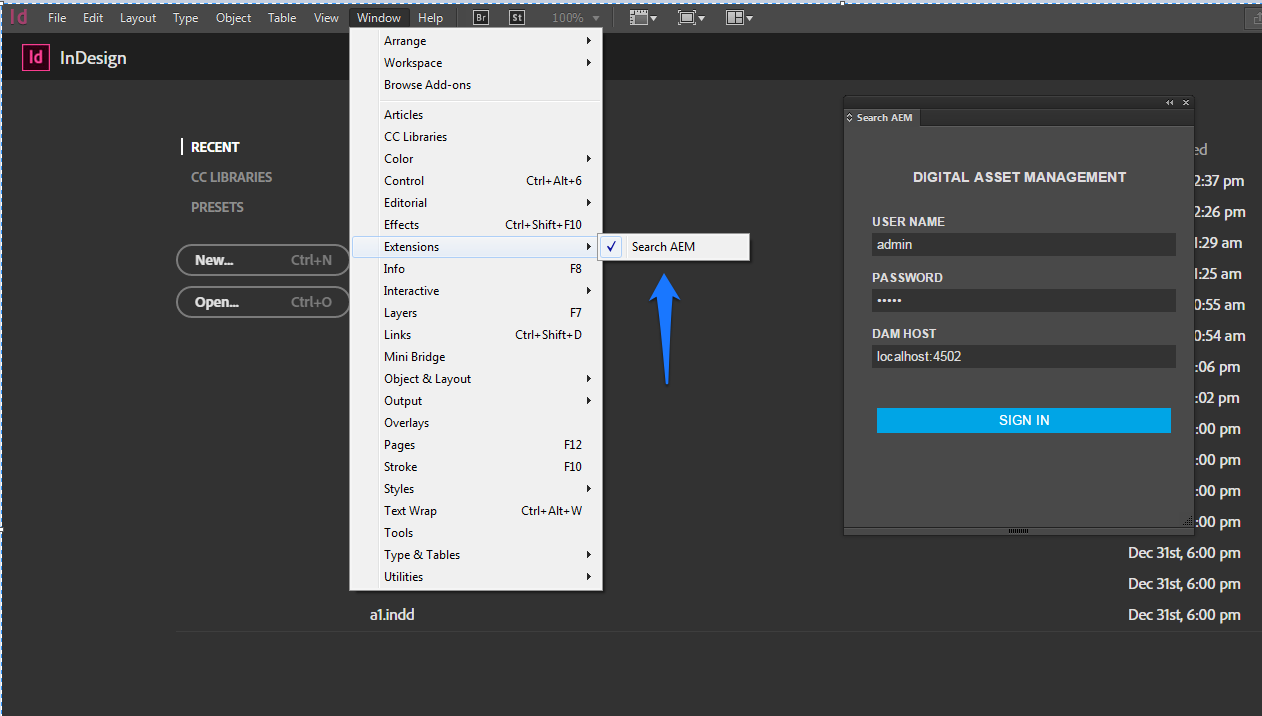 Id File Edit Layout Type Object Table View Window Help Br St 100%
Id InDesign
RECENT
CC LIBRARIES
PRESETS
New... Ctrl+N
Open... Ctrl+O
Arrange
Workspace
Browse Add-ons
Articles
CC Libraries
Color
Control Ctrl+Alt+6
Editorial
Effects Ctrl+Shift+F10
Extensions
Info F8
Interactive
Layers F7
Links Ctrl+Shift+D
Mini Bridge
Object & Layout
Output
Overlays
Pages F12
Stroke F10
Styles
Text Wrap Ctrl+Alt+W
Tools
Type & Tables
Utilities
Search AEM
Search AEM
DIGITAL ASSET MANAGEMENT
USER NAME
admin
PASSWORD
•••••
DAM HOST
localhost:4502
SIGN IN
ed
2:37 pm
2:26 pm
1:29 am
1:25 am
0:55 am
0:54 am
:06 pm
:02 pm
:00 pm
:00 pm
:00 pm
:00 pm
Dec 31st, 6:00 pm
Dec 31st, 6:00 pm
a1.indd Dec 31st, 6:00 pm